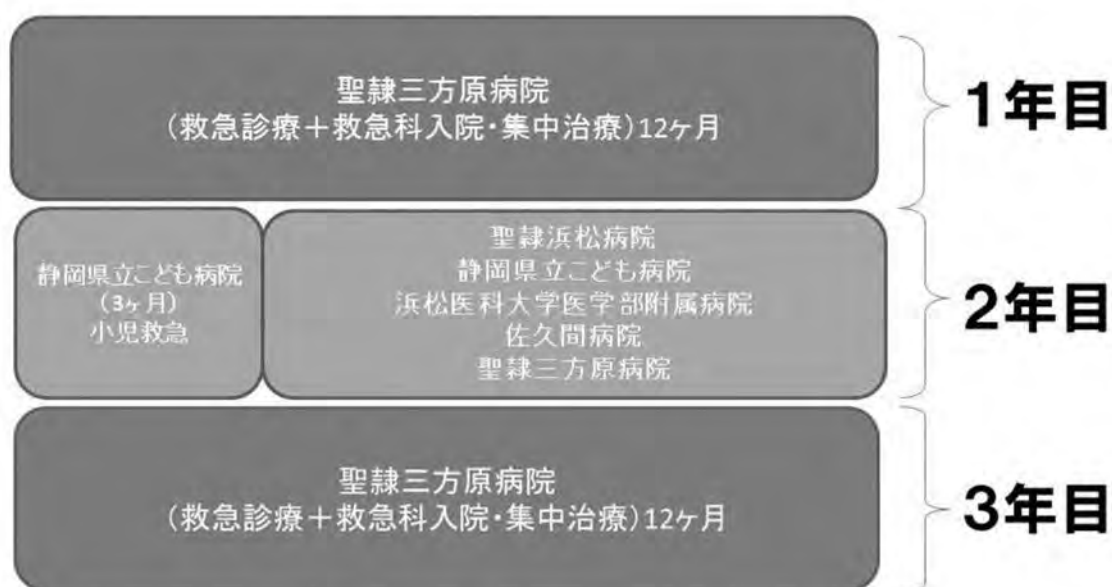 聖隷三方原病院
(救急診療+救急科入院・集中治療)12ヶ月
1年目
静岡県立こども病院
(3ヶ月)
小児救急
聖隷浜松病院
静岡県立こども病院
浜松医科大学医学部附属病院
佐久間病院
聖隷三方原病院
2年目
聖隷三方原病院
(救急診療+救急科入院・集中治療)12ヶ月
3年目